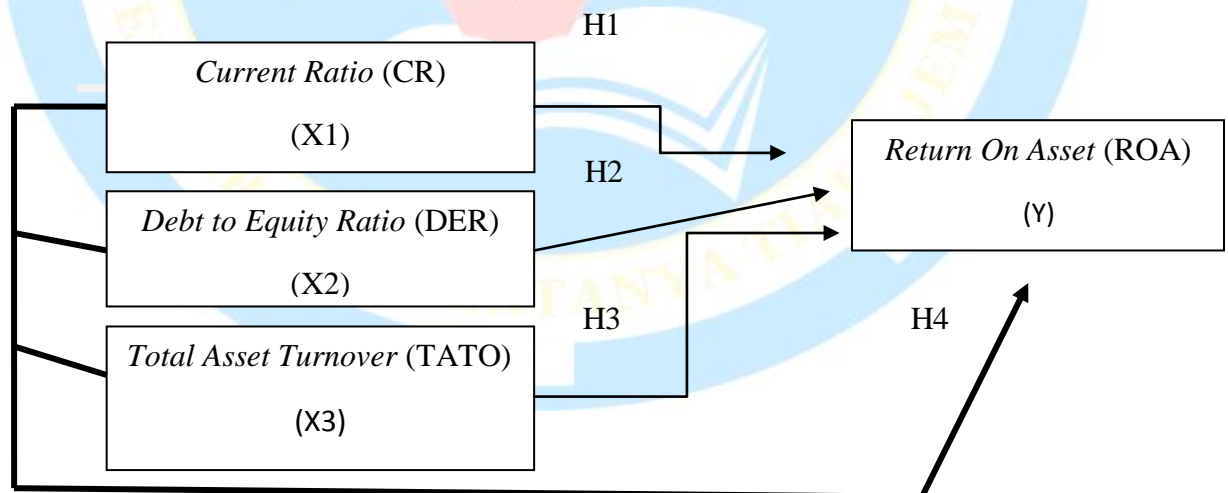 H1
Current Ratio (CR)
(X1)
Return On Asset (ROA)
(Y)
H2
Debt to Equity Ratio (DER)
(X2)
H3
H4
Total Asset Turnover (TATO)
(X3)